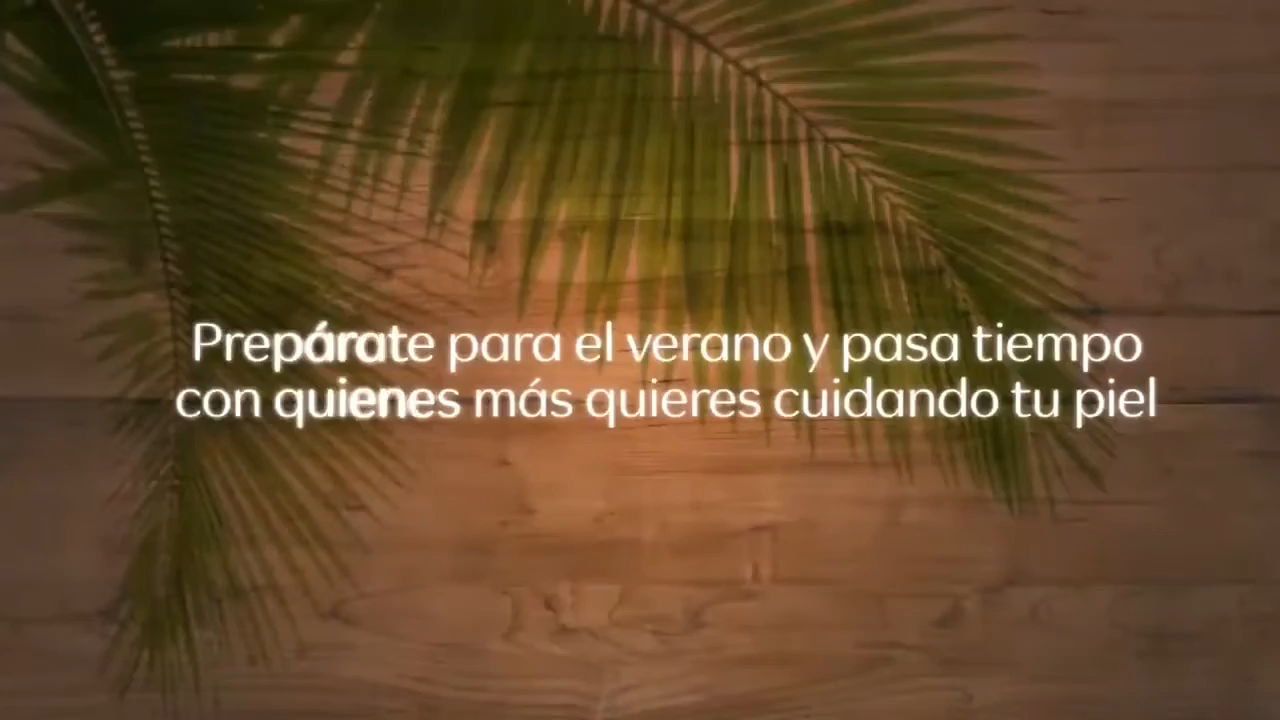 Prepárate para el verano y pasa tiempo
con quienes más quieres cuidando tu piel